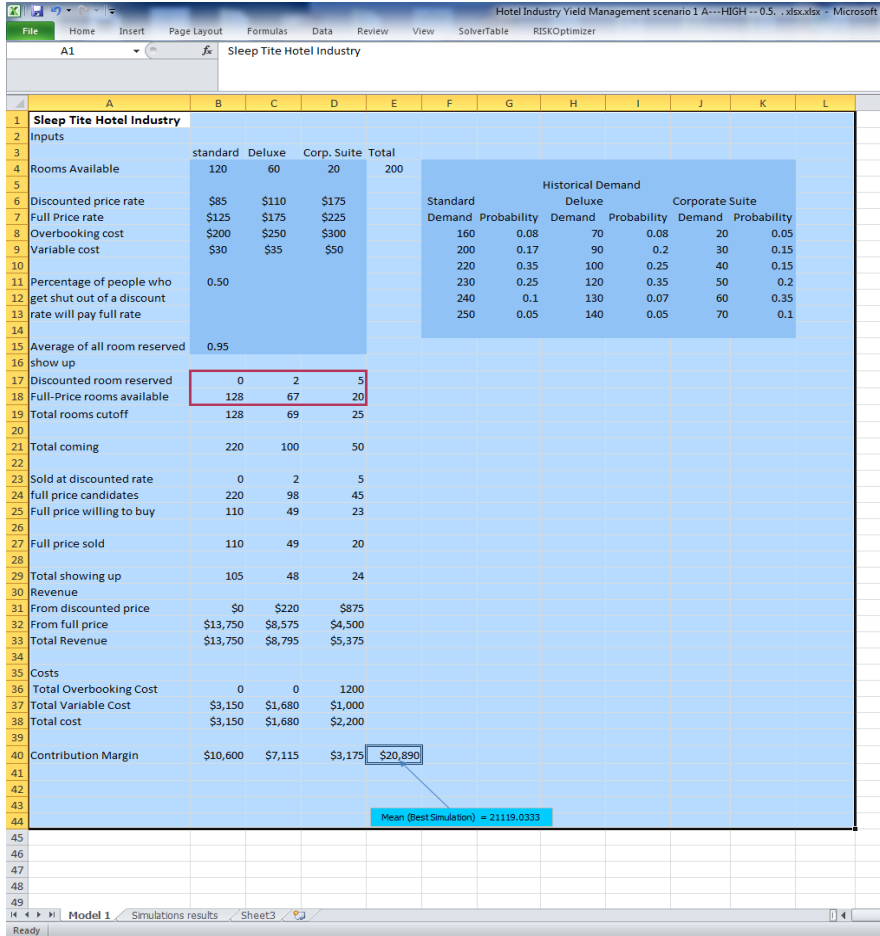 Hotel Industry Yield Management scenario 1 A---HIGH -- 0.5. . xlsx.xlsx - Microsoft
File Home Insert Page Layout Formulas Data Review View SolverTable RISKOptimizer
A1 fx Sleep Tite Hotel Industry
A B C D E F G H I J K L
1 Sleep Tite Hotel Industry
2 Inputs
3 standard Deluxe Corp. Suite Total
4 Rooms Available 120 60 20 200
5 Historical Demand
6 Discounted price rate $85 $110 $175 Standard Deluxe Corporate Suite
7 Full Price rate $125 $175 $225 Demand Probability Demand Probability Demand Probability
8 Overbooking cost $200 $250 $300 160 0.08 70 0.08 20 0.05
9 Variable cost $30 $35 $50 200 0.17 90 0.2 30 0.15
10 220 0.35 100 0.25 40 0.15
11 Percentage of people who 0.50 230 0.25 120 0.35 50 0.2
12 get shut out of a discount 240 0.1 130 0.07 60 0.35
13 rate will pay full rate 250 0.05 140 0.05 70 0.1
14
15 Average of all room reserved 0.95
16 show up
17 Discounted room reserved 0 2 5
18 Full-Price rooms available 128 67 20
19 Total rooms cutoff 128 69 25
20
21 Total coming 220 100 50
22
23 Sold at discounted rate 0 2 5
24 full price candidates 220 98 45
25 Full price willing to buy 110 49 23
26
27 Full price sold 110 49 20
28
29 Total showing up 105 48 24
30 Revenue
31 From discounted price $0 $220 $875
32 From full price $13,750 $8,575 $4,500
33 Total Revenue $13,750 $8,795 $5,375
34
35 Costs
36 Total Overbooking Cost 0 0 1200
37 Total Variable Cost $3,150 $1,680 $1,000
38 Total cost $3,150 $1,680 $2,200
39
40 Contribution Margin $10,600 $7,115 $3,175 $20,890
41
42
43
44 Mean (Best Simulation) = 21119.0333
45
46
47
48
49
Model 1 Simulations results Sheet3
Ready